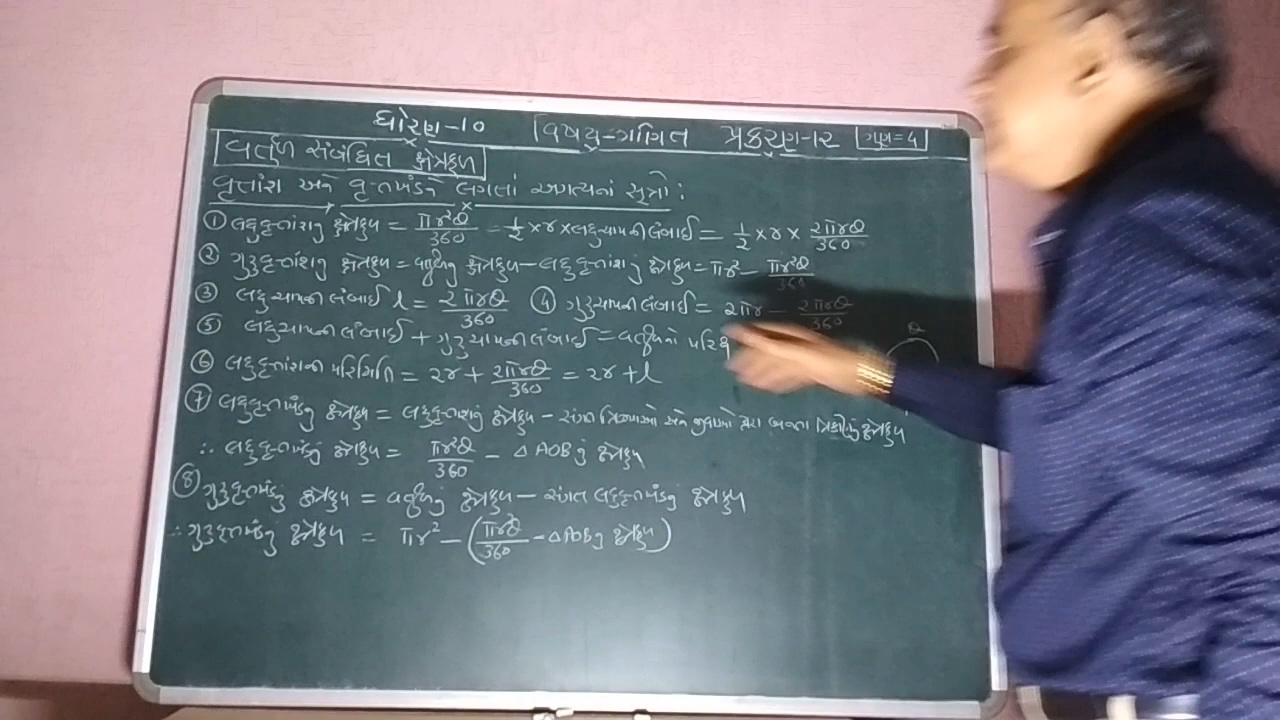 ધોરણ-10 વિષય-ગણિત પ્રકરણ-૧૨ ગુણ=4
વર્તુળ સંબંધિત ક્ષેત્રફળ
વૃત્તાંશ અને વૃત્તખંડને લગતાં અગત્યનાં સૂત્રો:
① લઘુવૃત્તાંશનું ક્ષેત્રફળ = πr²θ/360 = 1/2 × r × લઘુચાપની લંબાઈ = 1/2 × r × 2πrθ/360
② ગુરુવૃત્તાંશનું ક્ષેત્રફળ = વર્તુળનું ક્ષેત્રફળ – લઘુવૃત્તાંશનું ક્ષેત્રફળ = πr² – πr²θ/360
③ લઘુચાપની લંબાઈ l = 2πrθ/360 ④ ગુરુચાપની લંબાઈ = 2πr – 2πrθ/360
⑤ લઘુચાપની લંબાઈ + ગુરુચાપની લંબાઈ = વર્તુળનો પરિઘ
⑥ લઘુવૃત્તાંશની પરિમિતિ = 2r + 2πrθ/360 = 2r + l
⑦ લઘુવૃત્તખંડનું ક્ષેત્રફળ = લઘુવૃત્તાંશનું ક્ષેત્રફળ – સંગત ત્રિજ્યાઓ અને જીવાઓ દ્વારા બનતા ત્રિકોણનું ક્ષેત્રફળ
∴ લઘુવૃત્તખંડનું ક્ષેત્રફળ = πr²θ/360 – △AOBનું ક્ષેત્રફળ
⑧ ગુરુવૃત્તખંડનું ક્ષેત્રફળ = વર્તુળનું ક્ષેત્રફળ – સંગત લઘુવૃત્તખંડનું ક્ષેત્રફળ
∴ ગુરુવૃત્તખંડનું ક્ષેત્રફળ = πr² – (πr²θ/360 – △AOBનું ક્ષેત્રફળ)